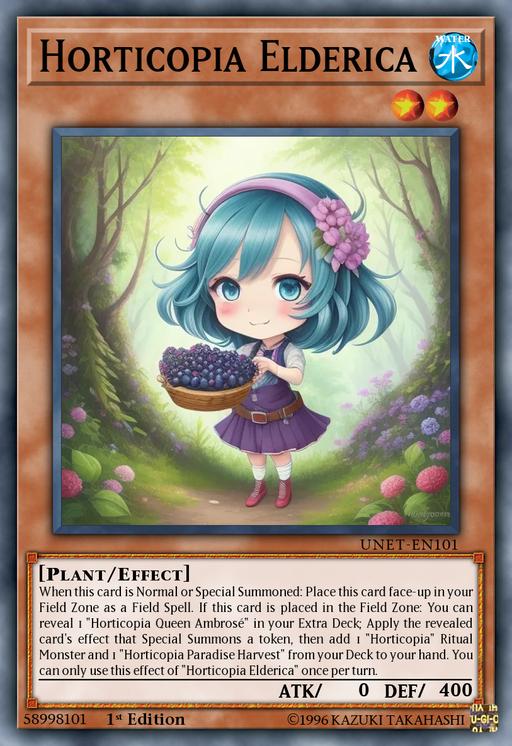 HORTICOPIA ELDERICA
WATER
水
UNET-EN101
[PLANT/EFFECT]
When this card is Normal or Special Summoned: Place this card face-up in your
Field Zone as a Field Spell. If this card is placed in the Field Zone: You can
reveal 1 "Horticopia Queen Ambrosé" in your Extra Deck; Apply the revealed
card's effect that Special Summons a token, then add 1 "Horticopia" Ritual
Monster and 1 "Horticopia Paradise Harvest" from your Deck to your hand. You
can only use this effect of "Horticopia Elderica" once per turn.
ATK/ 0 DEF/ 400
58998101 1st Edition ©1996 KAZUKI TAKAHASHI